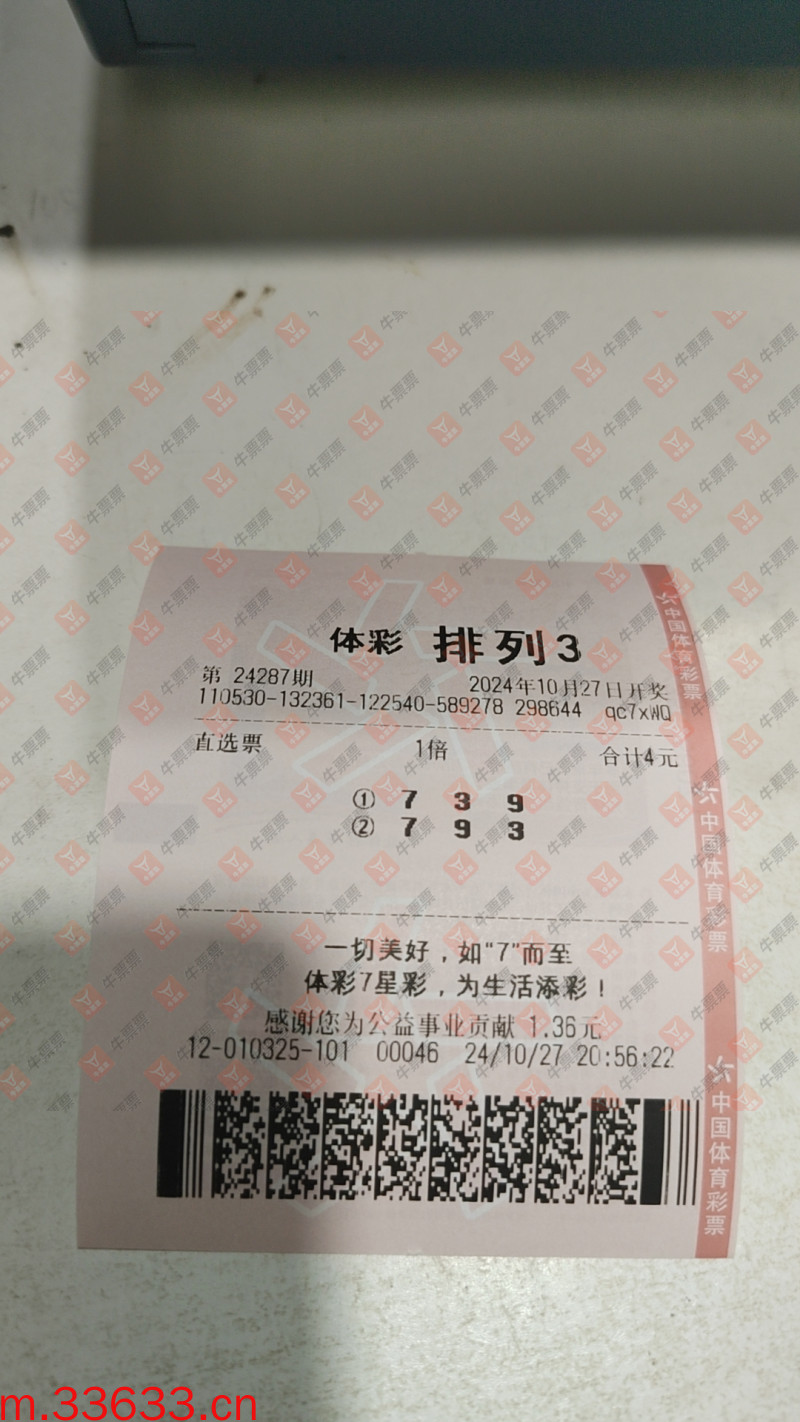 体彩 排列3
第 24287期 2024年10月27日开奖
110530-132361-122540-589278 298644 qc7xWQ
直选票 1倍 合计4元
① 7 3 9
② 7 9 3
一切美好，如"7"而至
体彩7星彩，为生活添彩！
感谢您为公益事业贡献 1.36元
12-010325-101 00046 24/10/27 20:56:22
中国体育彩票
中国体育彩票
中国体育彩票
牛票票
m.33633.cn